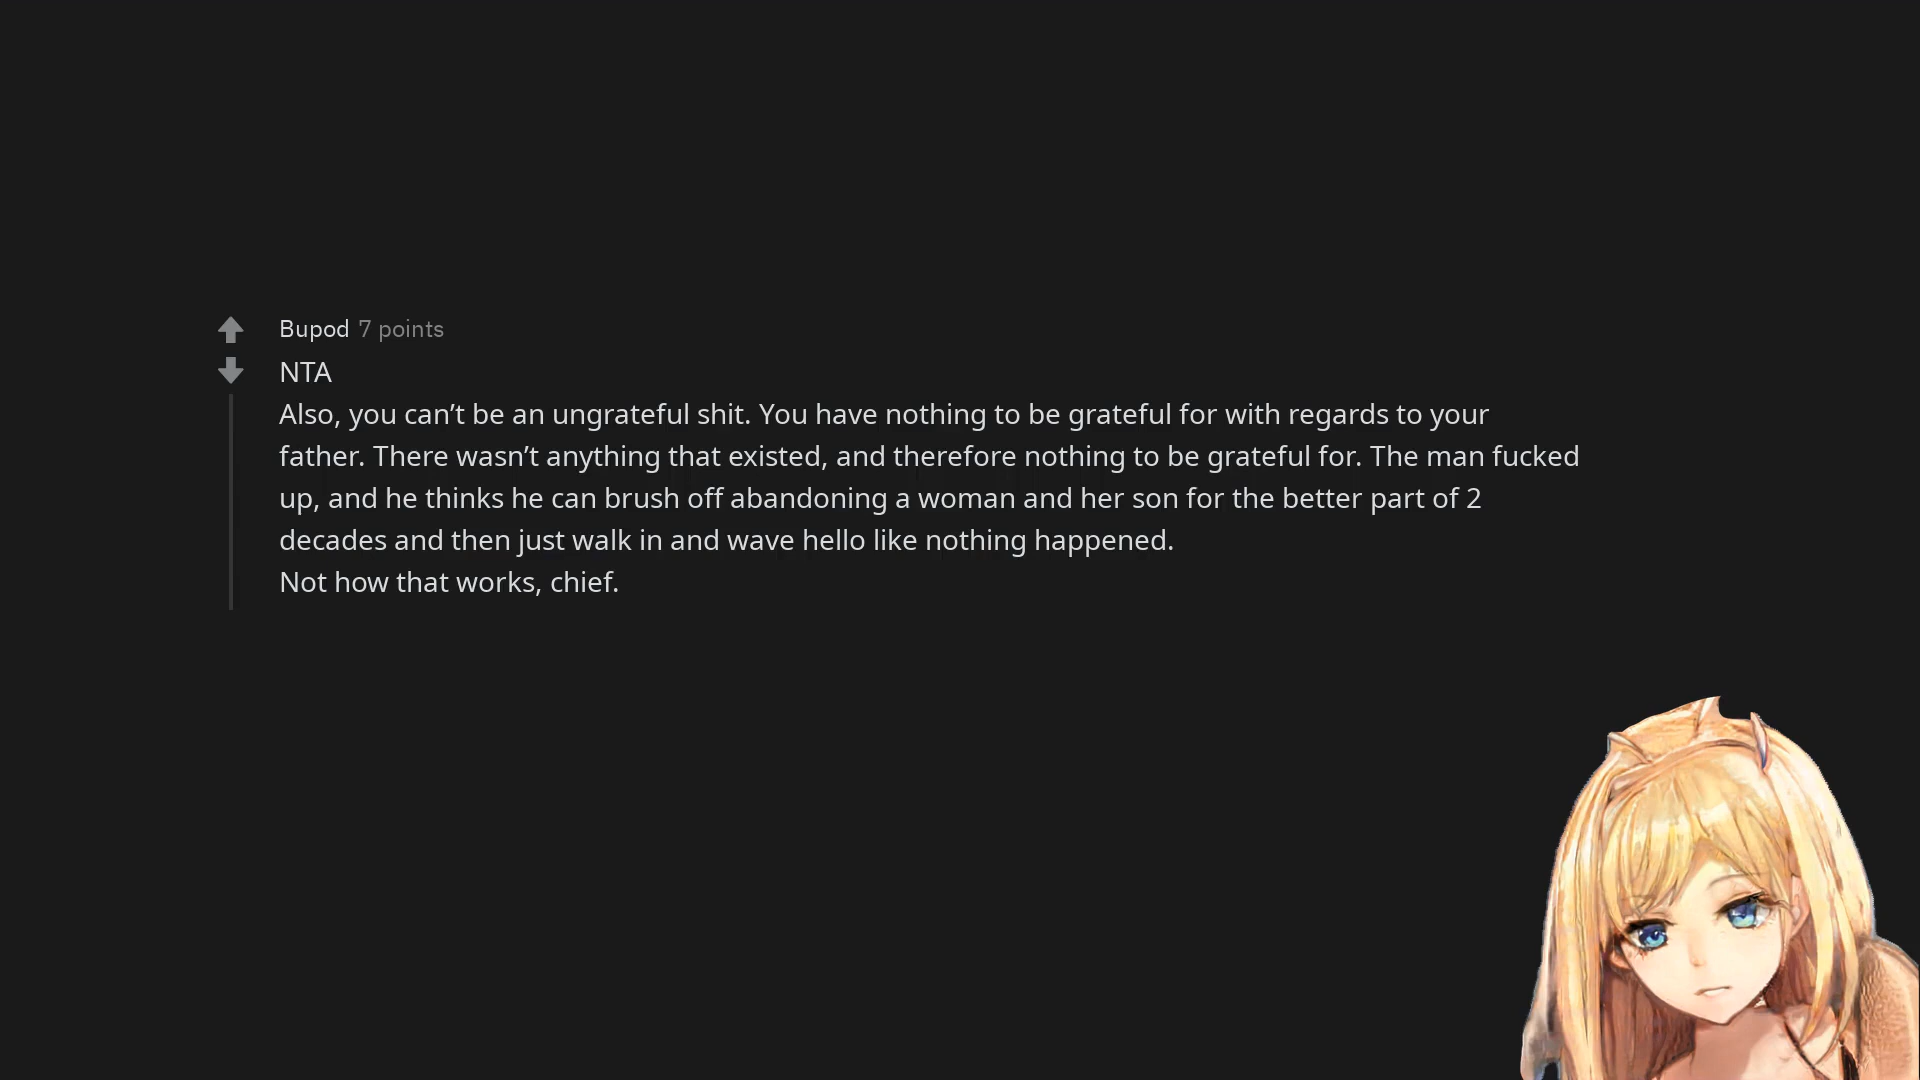 Bupod 7 points
NTA
Also, you can’t be an ungrateful shit. You have nothing to be grateful for with regards to your
father. There wasn’t anything that existed, and therefore nothing to be grateful for. The man fucked
up, and he thinks he can brush off abandoning a woman and her son for the better part of 2
decades and then just walk in and wave hello like nothing happened.
Not how that works, chief.